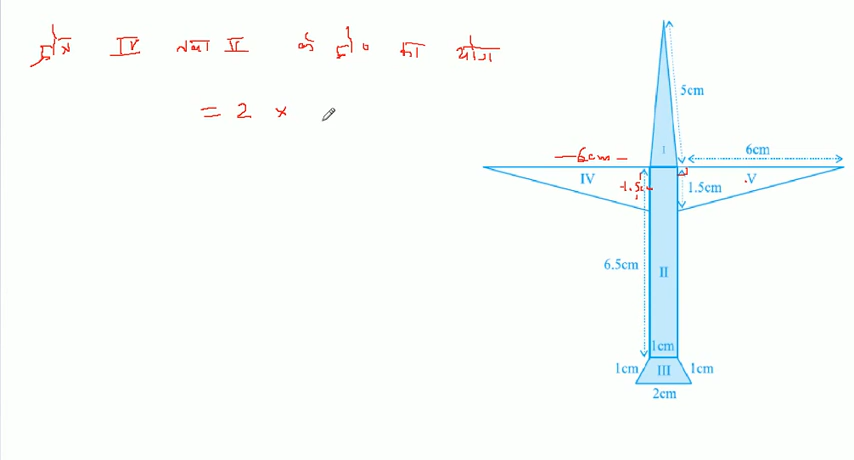 क्षेत्र IV तथा V के क्षे० का योग
= 2 ×
5cm
I
6cm
6cm
IV
1.5cm
1.5cm
V
6.5cm
II
1cm
1cm
III
1cm
2cm